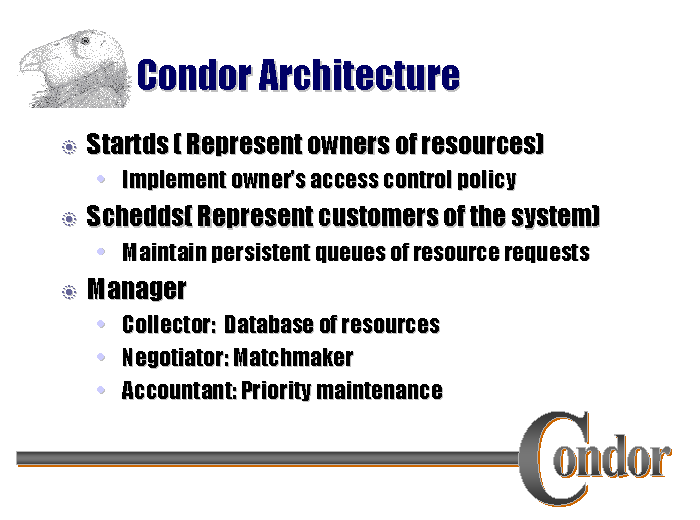 Condor Architecture
Startds ( Represent owners of resources)
Implement owner's access control policy
Schedds( Represent customers of the system)
Maintain persistent queues of resource requests
Manager
Collector:  Database of resources
Negotiator: Matchmaker
Accountant: Priority maintenance
Condor